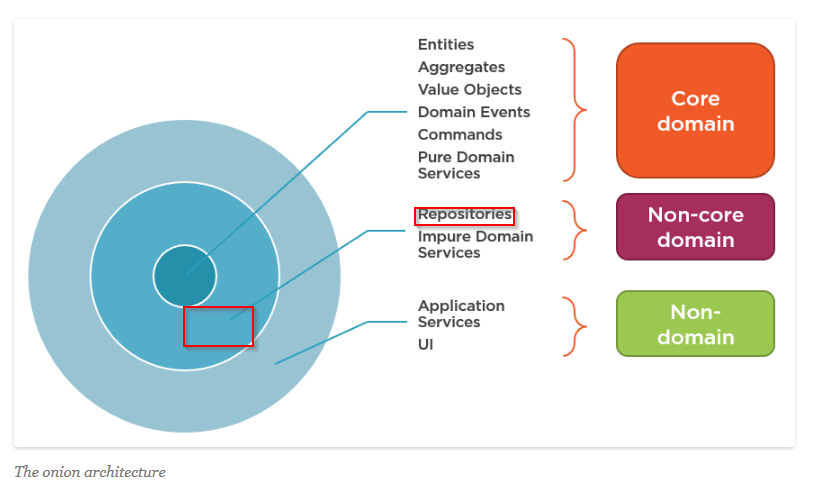 Entities
Aggregates
Value Objects
Domain Events
Commands
Pure Domain
Services
Core
domain
Repositories
Impure Domain
Services
Non-core
domain
Application
Services
UI
Non-
domain
The onion architecture